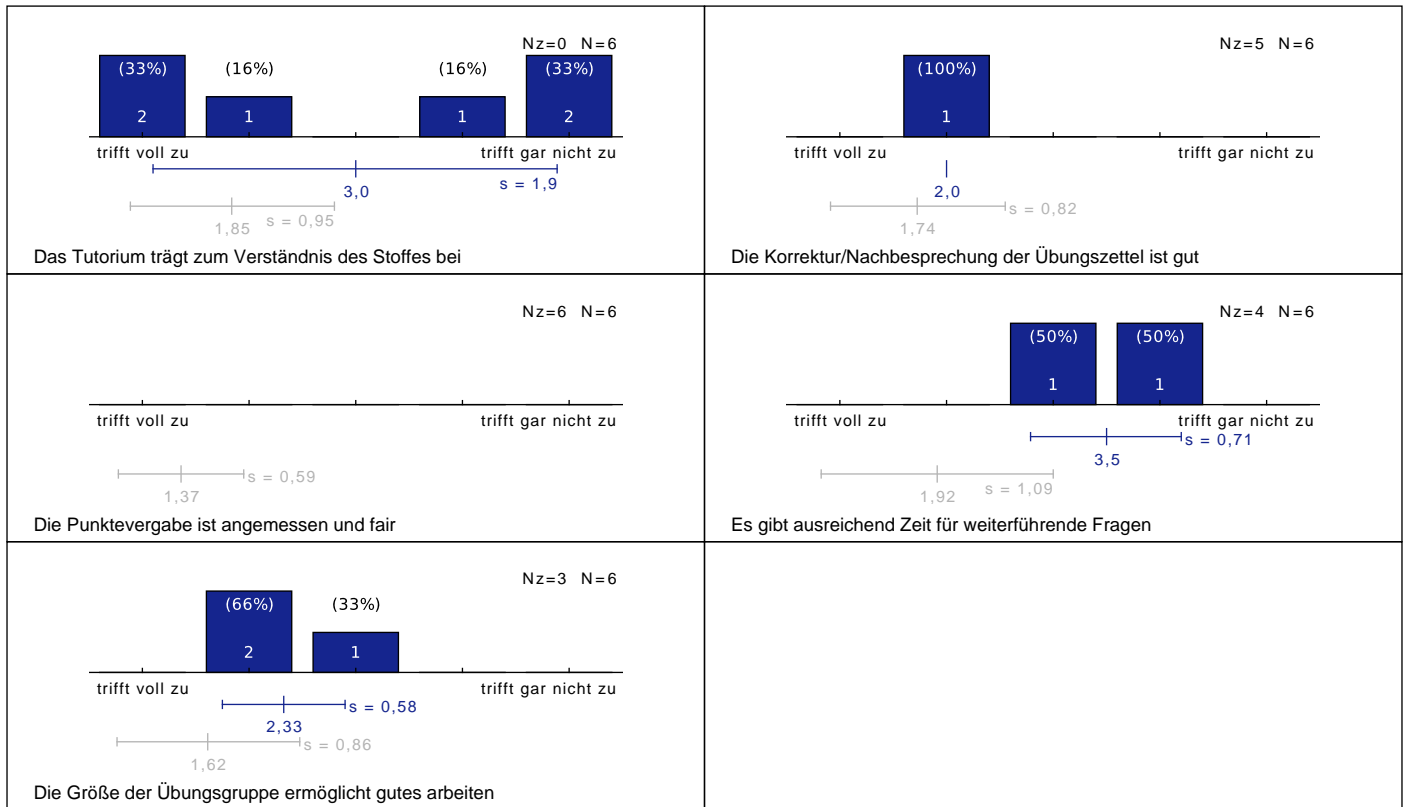 Nz=0 N=6
(33%) (16%) (16%) (33%)
2 1 1 2
trifft voll zu trifft gar nicht zu
s = 1,9
3,0
s = 0,95
1,85
Das Tutorium trägt zum Verständnis des Stoffes bei
Nz=5 N=6
(100%)
1
trifft voll zu trifft gar nicht zu
2,0
s = 0,82
1,74
Die Korrektur/Nachbesprechung der Übungszettel ist gut
Nz=6 N=6
trifft voll zu trifft gar nicht zu
s = 0,59
1,37
Die Punktevergabe ist angemessen und fair
Nz=4 N=6
(50%) (50%)
1 1
trifft voll zu trifft gar nicht zu
s = 0,71
3,5
s = 1,09
1,92
Es gibt ausreichend Zeit für weiterführende Fragen
Nz=3 N=6
(66%) (33%)
2 1
trifft voll zu trifft gar nicht zu
s = 0,58
2,33
s = 0,86
1,62
Die Größe der Übungsgruppe ermöglicht gutes arbeiten